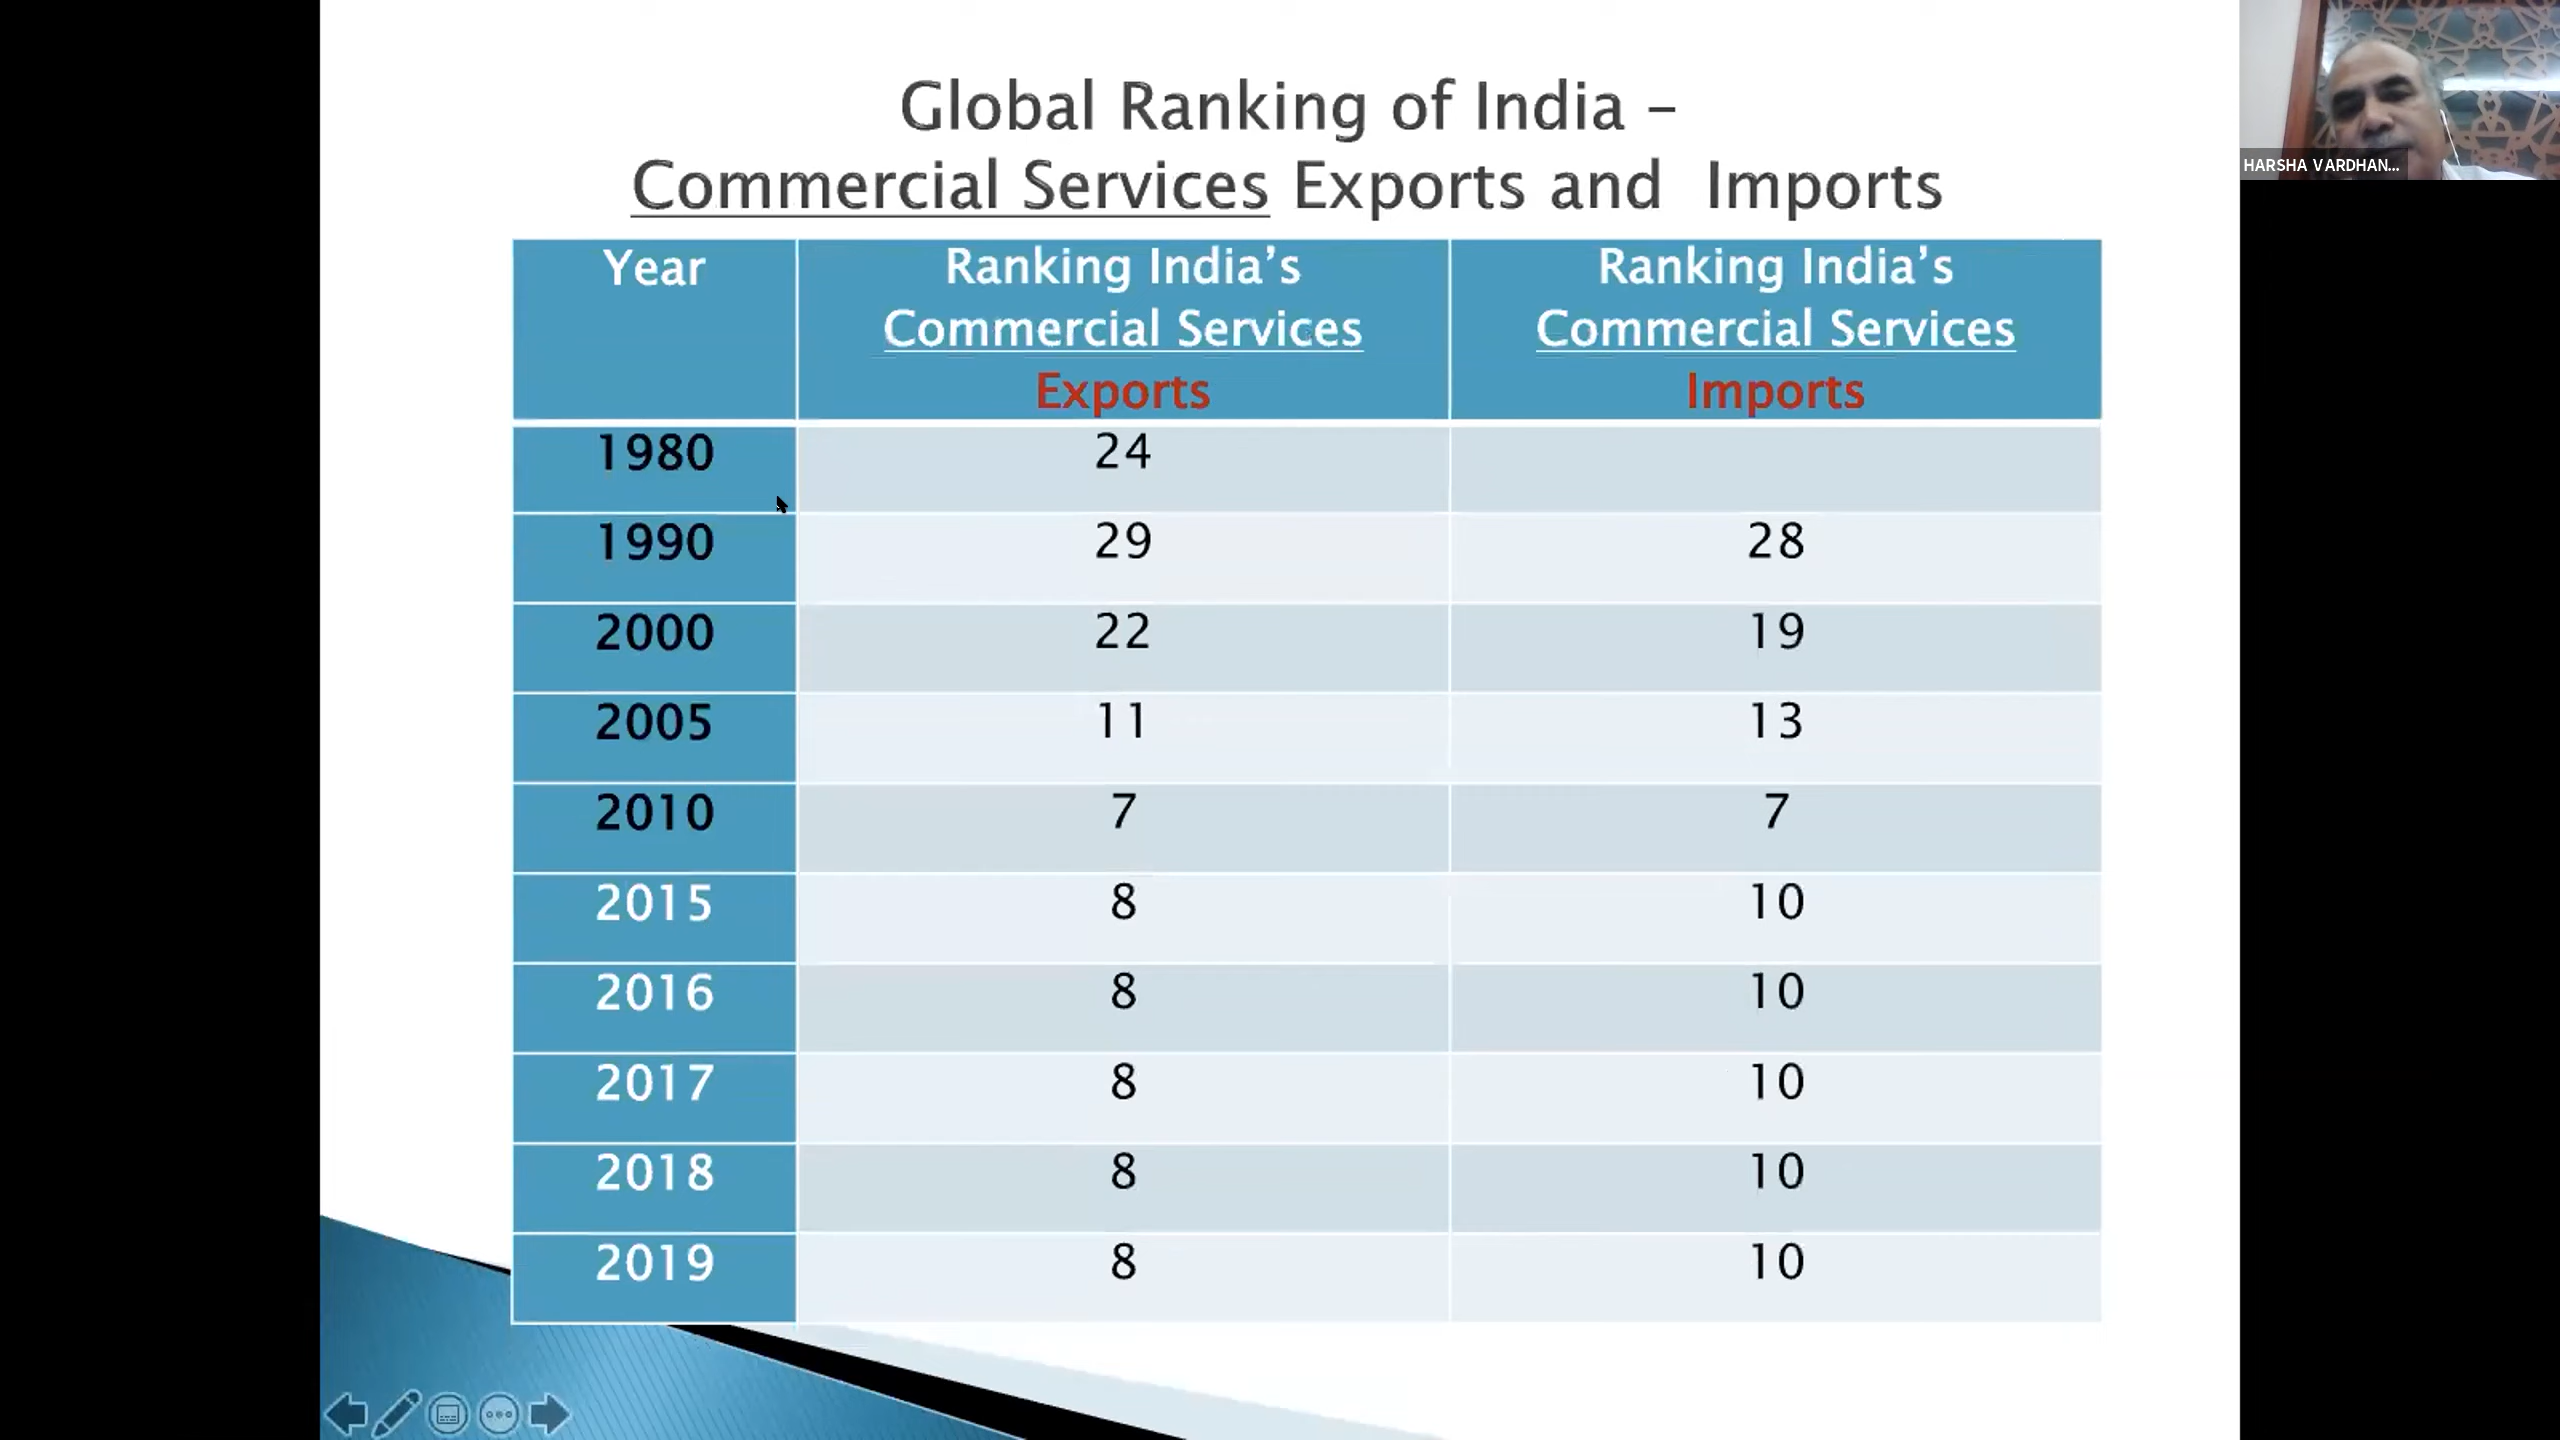 Global Ranking of India –
Commercial Services Exports and Imports
Year
Ranking India’s
Commercial Services
Exports
Ranking India’s
Commercial Services
Imports
1980 24
1990 29 28
2000 22 19
2005 11 13
2010 7 7
2015 8 10
2016 8 10
2017 8 10
2018 8 10
2019 8 10
HARSHA VARDHAN...